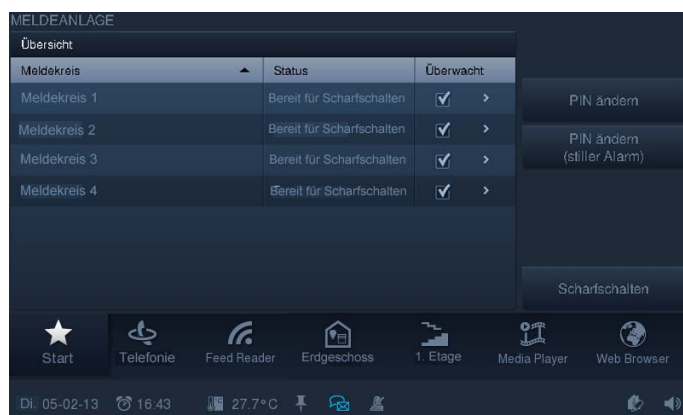 MELDEANLAGE
Übersicht
Meldekreis Status Überwacht
Meldekreis 1 Bereit für Scharfschalten
Meldekreis 2 Bereit für Scharfschalten
Meldekreis 3 Bereit für Scharfschalten
Meldekreis 4 Bereit für Scharfschalten
PIN ändern
PIN ändern
(stiller Alarm)
Scharfschalten
Start Telefonie Feed Reader Erdgeschoss 1. Etage Media Player Web Browser
Di. 05-02-13 16:43 27.7°C